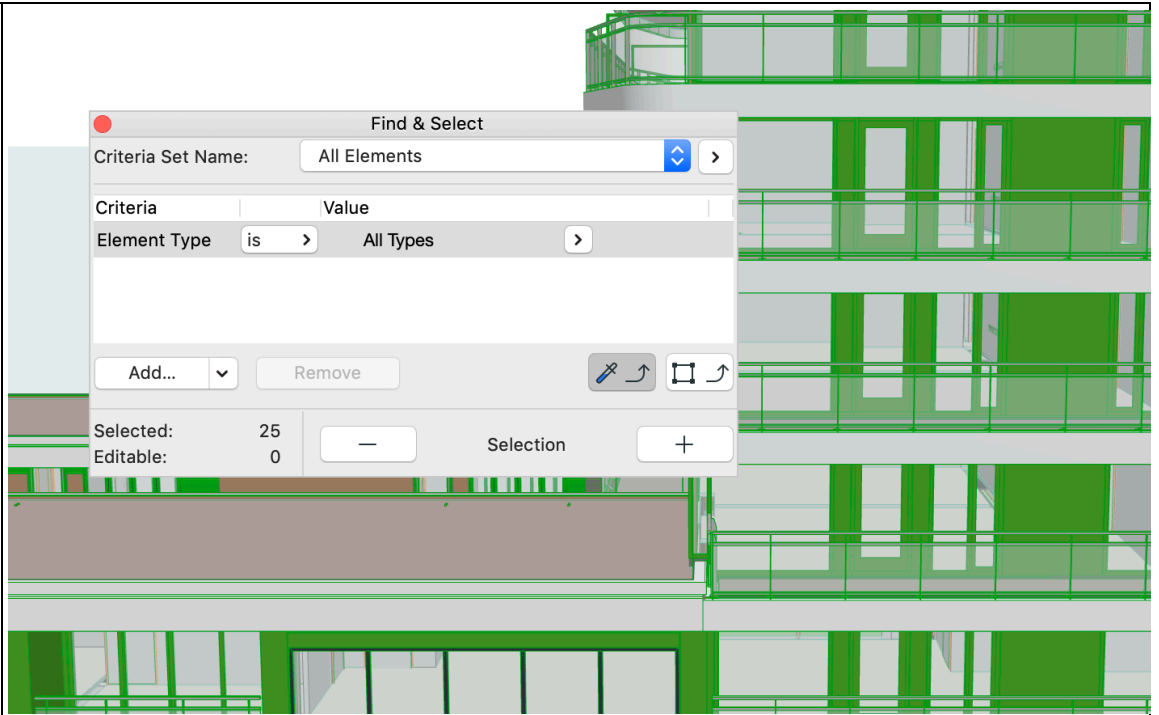 Find & Select
Criteria Set Name: All Elements
Criteria Value
Element Type is All Types
Add... Remove
Selected: 25
Editable: 0
Selection